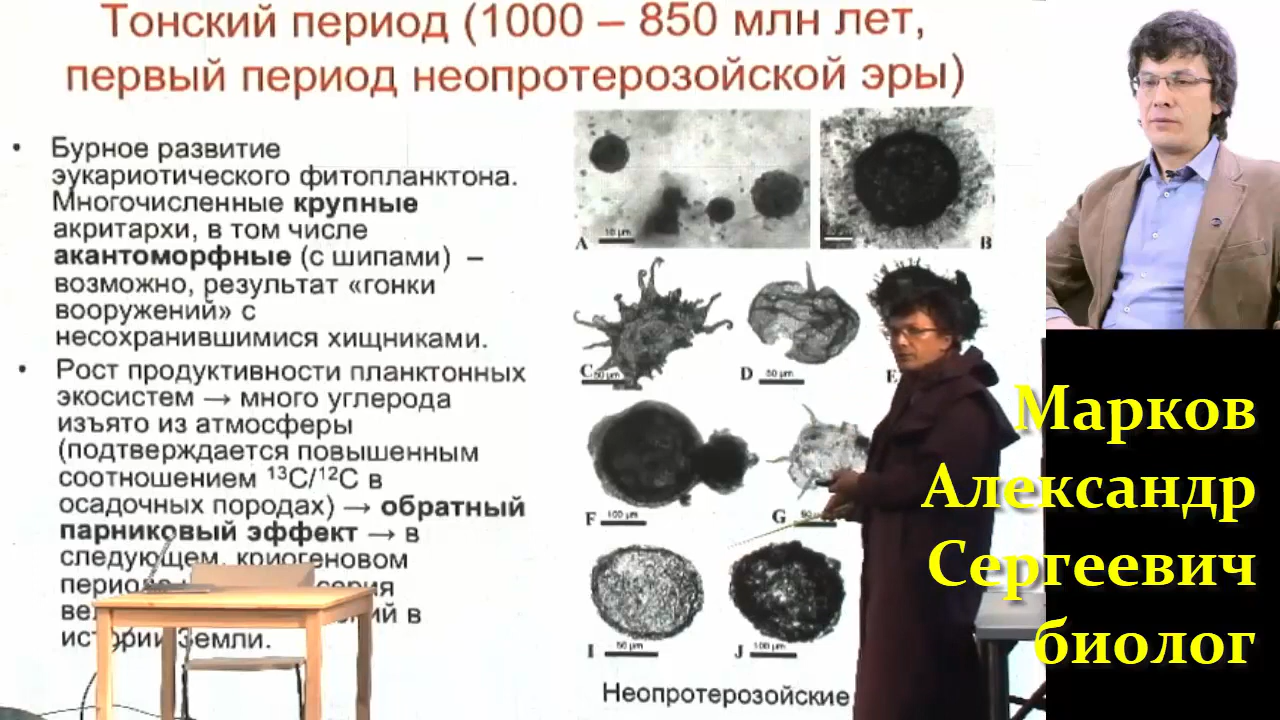 Тонский период (1000 – 850 млн лет,
первый период неопротерозойской эры)
• Бурное развитие
эукариотического фитопланктона.
Многочисленные крупные
акритархи, в том числе
акантоморфные (с шипами) –
возможно, результат «гонки
вооружений» с
несохранившимися хищниками.
• Рост продуктивности планктонных
экосистем → много углерода
изъято из атмосферы
(подтверждается повышенным
соотношением ¹³C/¹²C в
осадочных породах) → обратный
парниковый эффект → в
следующем, криогеновом
в
истории Земли.
A 10 μm
B
C 50 μm
D 50 μm
E
F 100 μm
G 50 μm
I 50 μm
J 100 μm
Неопротерозойские
Марков
Александр
Сергеевич
биолог